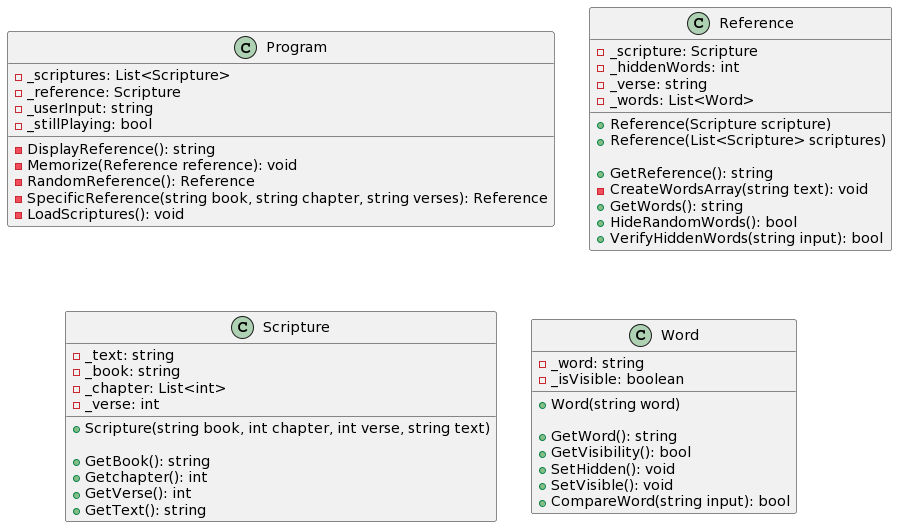 C Program
_scriptures: List<Scripture>
_reference: Scripture
_userInput: string
_stillPlaying: bool
DisplayReference(): string
Memorize(Reference reference): void
RandomReference(): Reference
SpecificReference(string book, string chapter, string verses): Reference
LoadScriptures(): void
C Reference
_scripture: Scripture
_hiddenWords: int
_verse: string
_words: List<Word>
Reference(Scripture scripture)
Reference(List<Scripture> scriptures)
GetReference(): string
CreateWordsArray(string text): void
GetWords(): string
HideRandomWords(): bool
VerifyHiddenWords(string input): bool
C Scripture
_text: string
_book: string
_chapter: List<int>
_verse: int
Scripture(string book, int chapter, int verse, string text)
GetBook(): string
Getchapter(): int
GetVerse(): int
GetText(): string
C Word
_word: string
_isVisible: boolean
Word(string word)
GetWord(): string
GetVisibility(): bool
SetHidden(): void
SetVisible(): void
CompareWord(string input): bool